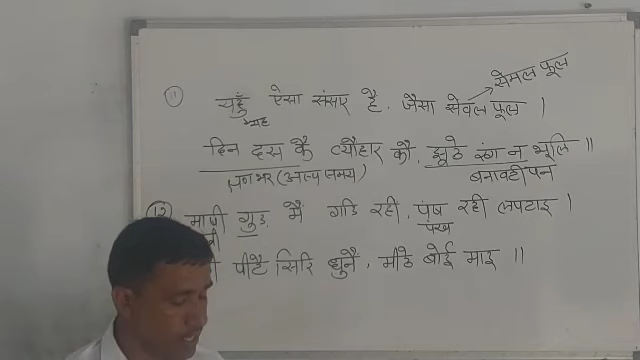 सेमल फूल
11 यहुँ ऐसा संसार है, जैसा सेवल फूल ।
यह
दिन दस कै व्यौहार कौ, झूठे रंग न भूलि ॥
क्षणभर (अल्प समय) बनावटीपन
12 माषी गुड़ मैं गडि रही, पंष रही लपटाइ ।
पंख
पीटै सिरि धुनै, मीठे बोई माइ ॥